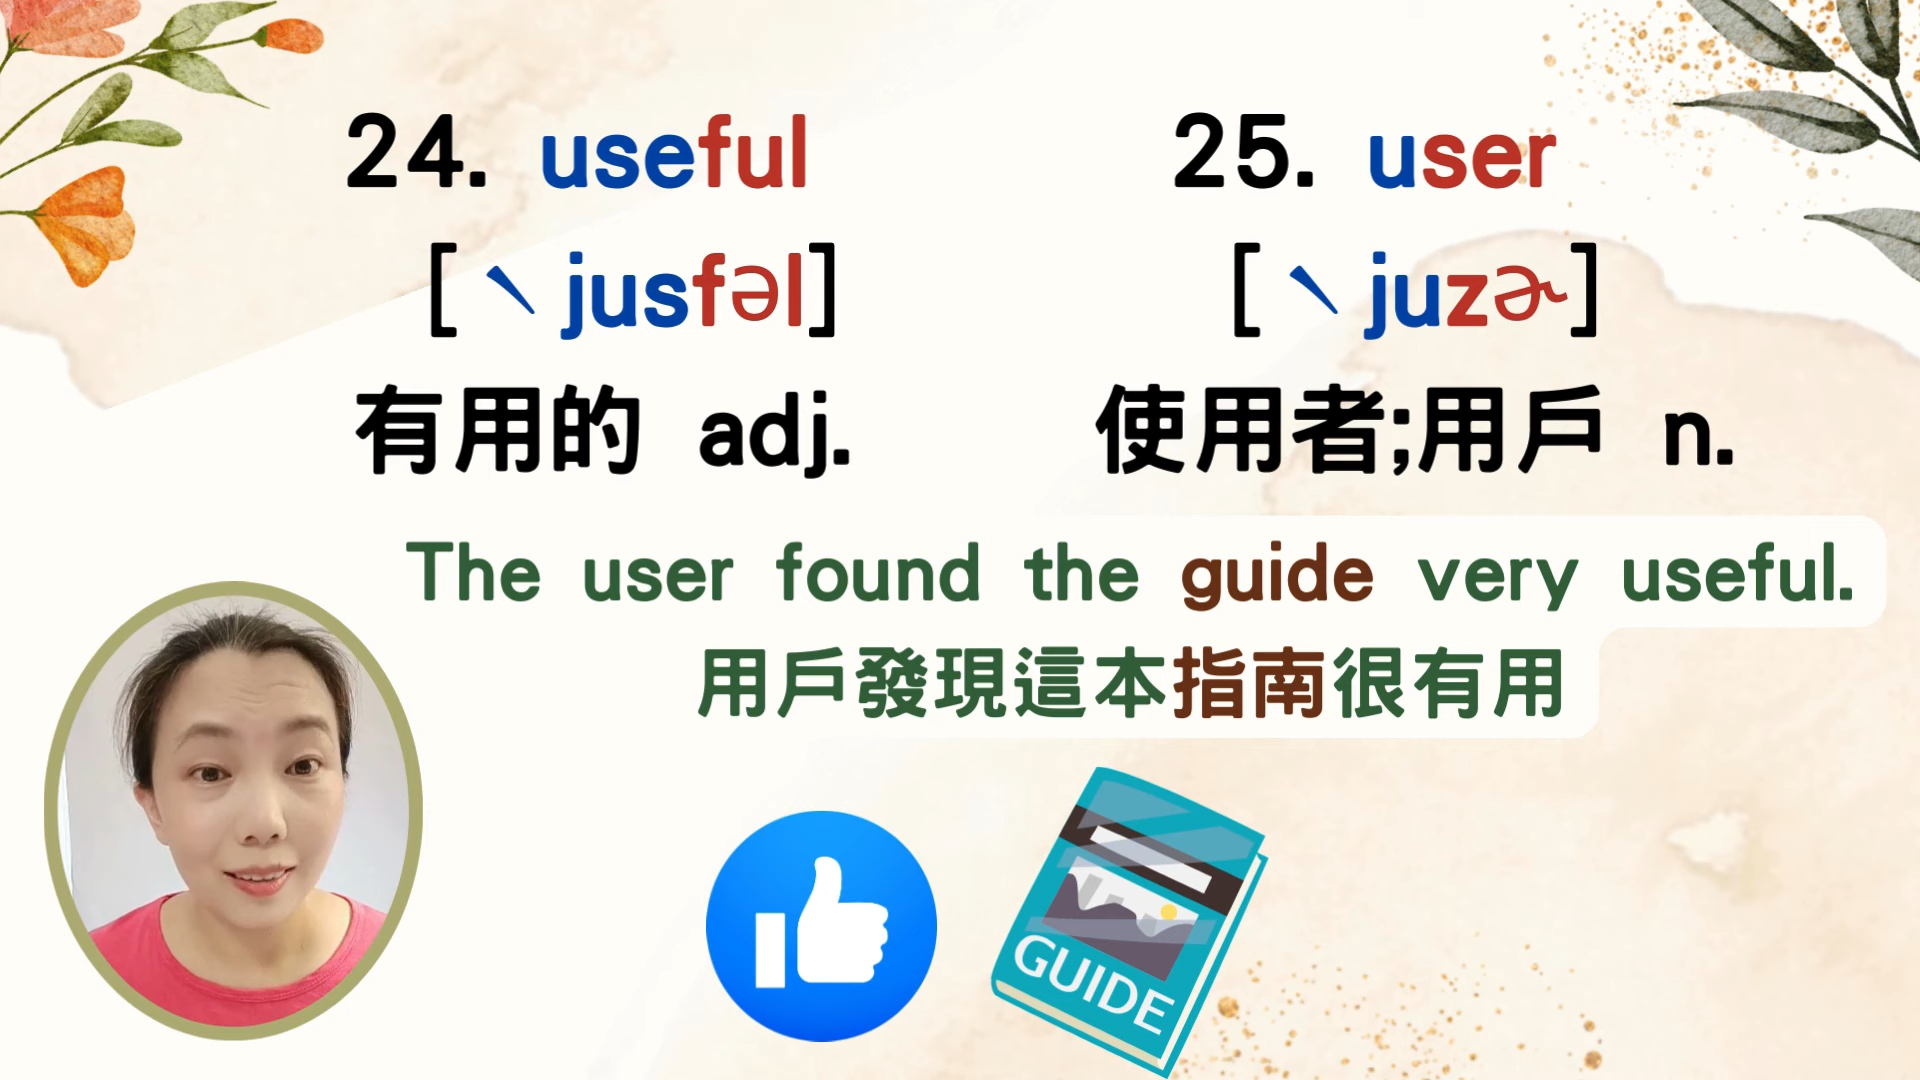 24. useful
[ˋjusfəl]
有用的 adj.
25. user
[ˋjuzɚ]
使用者;用戶 n.
The user found the guide very useful.
用戶發現這本指南很有用
GUIDE